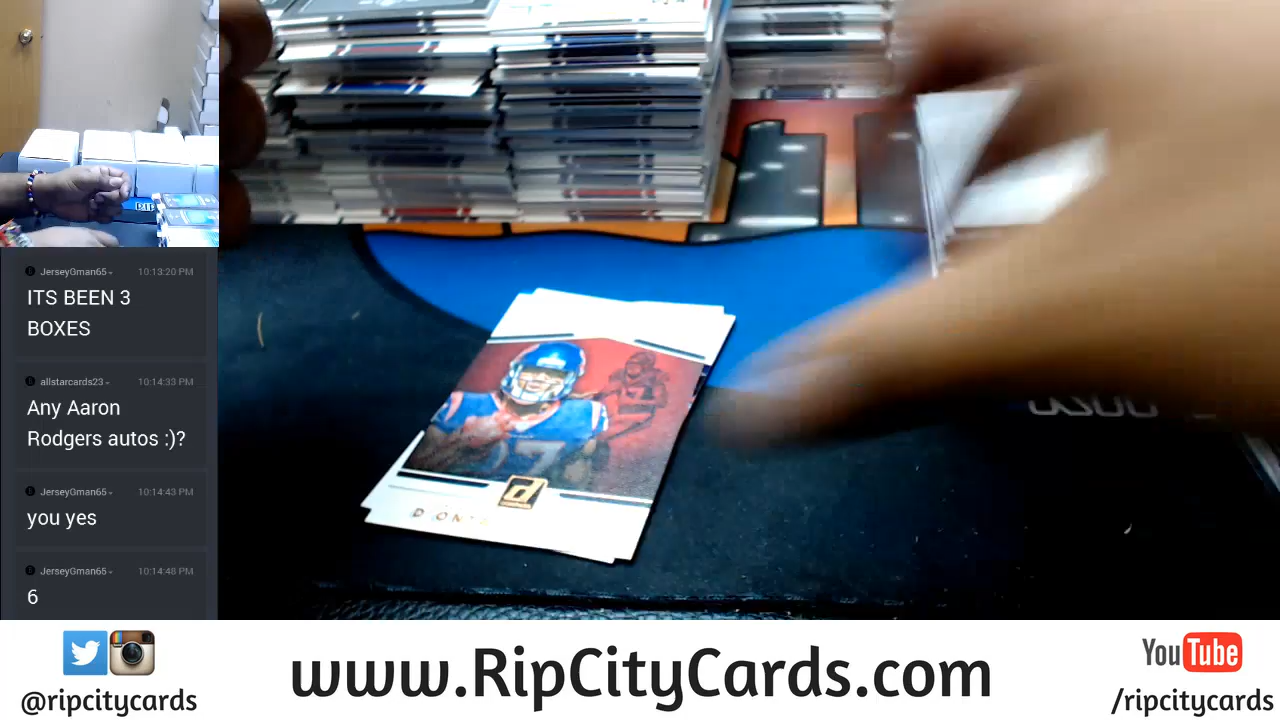 RIP
JerseyGman65 10:13:20 PM
ITS BEEN 3
BOXES
allstarcards23 10:14:33 PM
Any Aaron
Rodgers autos :)?
JerseyGman65 10:14:43 PM
you yes
JerseyGman65 10:14:48 PM
6
@ripcitycards
www.RipCityCards.com
YouTube
/ripcitycards